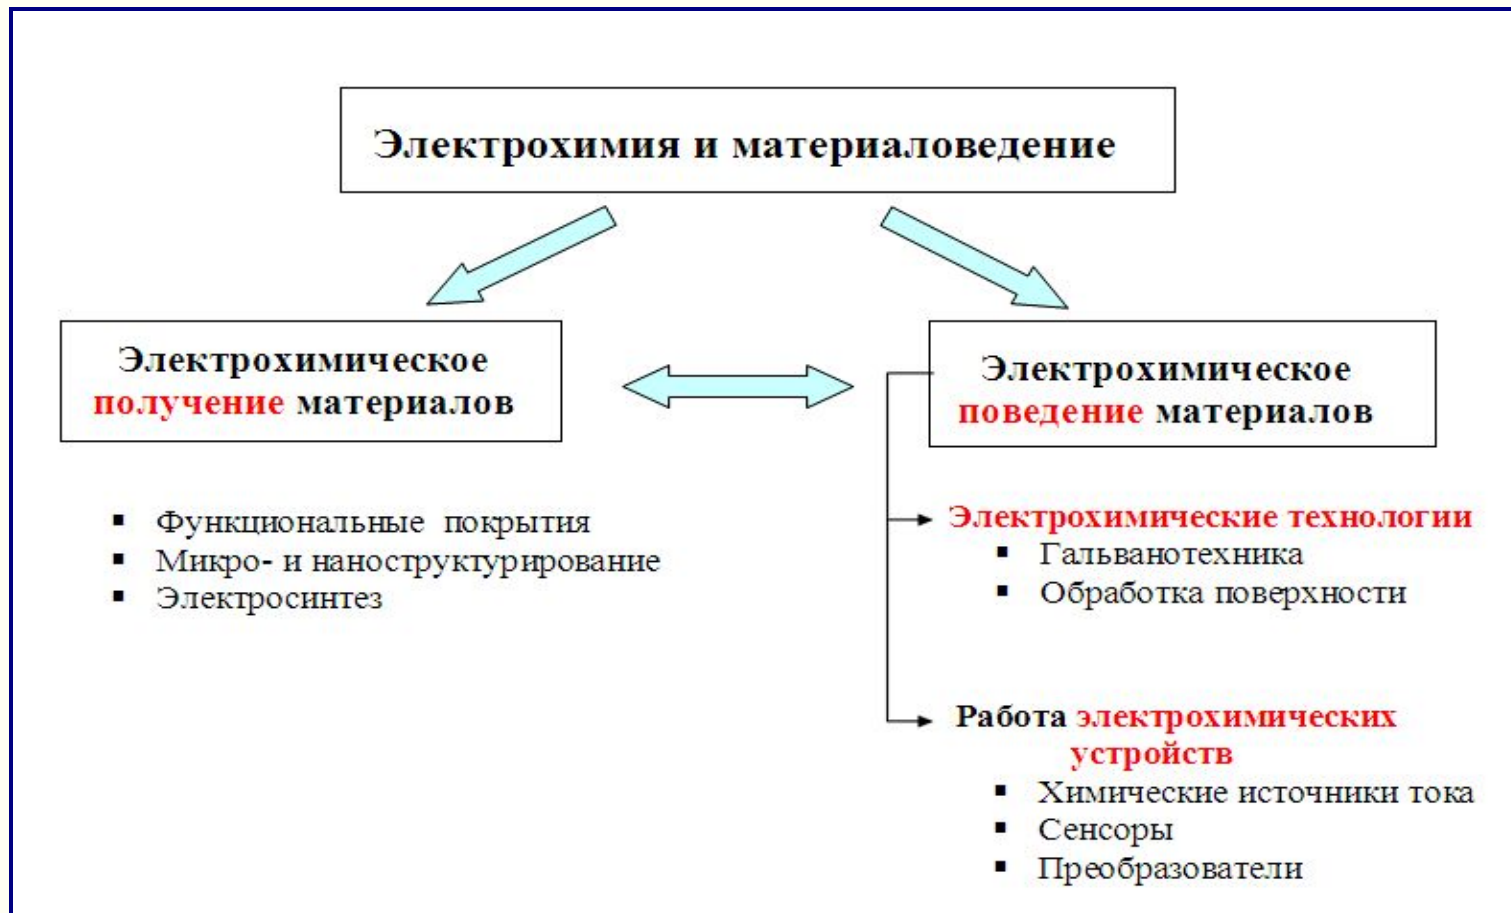 Электрохимия и материаловедение
Электрохимическое
получение материалов
Функциональные покрытия
Микро- и наноструктурирование
Электросинтез
Электрохимическое
поведение материалов
Электрохимические технологии
Гальванотехника
Обработка поверхности
Работа электрохимических
устройств
Химические источники тока
Сенсоры
Преобразователи